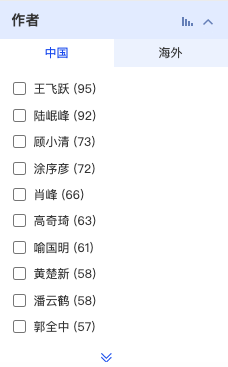 作者
中国 海外
王飞跃 (95)
陆岷峰 (92)
顾小清 (73)
涂序彦 (72)
肖峰 (66)
高奇琦 (63)
喻国明 (61)
黄楚新 (58)
潘云鹤 (58)
郭全中 (57)